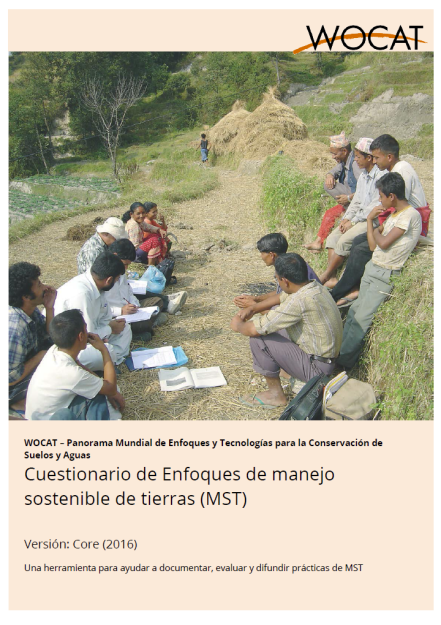 WOCAT
WOCAT – Panorama Mundial de Enfoques y Tecnologías para la Conservación de
Suelos y Aguas
Cuestionario de Enfoques de manejo
sostenible de tierras (MST)
Versión: Core (2016)
Una herramienta para ayudar a documentar, evaluar y difundir prácticas de MST